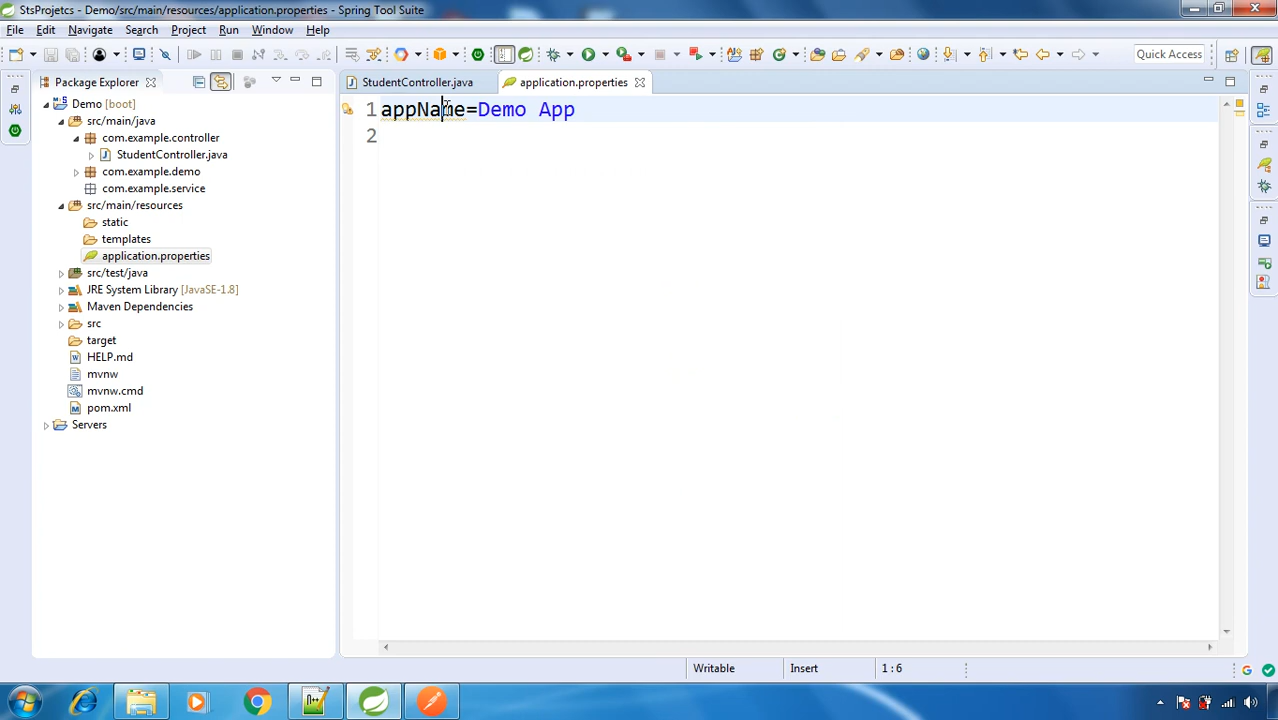 StsProjetcs - Demo/src/main/resources/application.properties - Spring Tool Suite
File Edit Navigate Search Project Run Window Help
Quick Access
Package Explorer
StudentController.java
application.properties
Demo [boot]
src/main/java
com.example.controller
StudentController.java
com.example.demo
com.example.service
src/main/resources
static
templates
application.properties
src/test/java
JRE System Library [JavaSE-1.8]
Maven Dependencies
src
target
HELP.md
mvnw
mvnw.cmd
pom.xml
Servers
1 appName=Demo App
2
Writable Insert 1 : 6